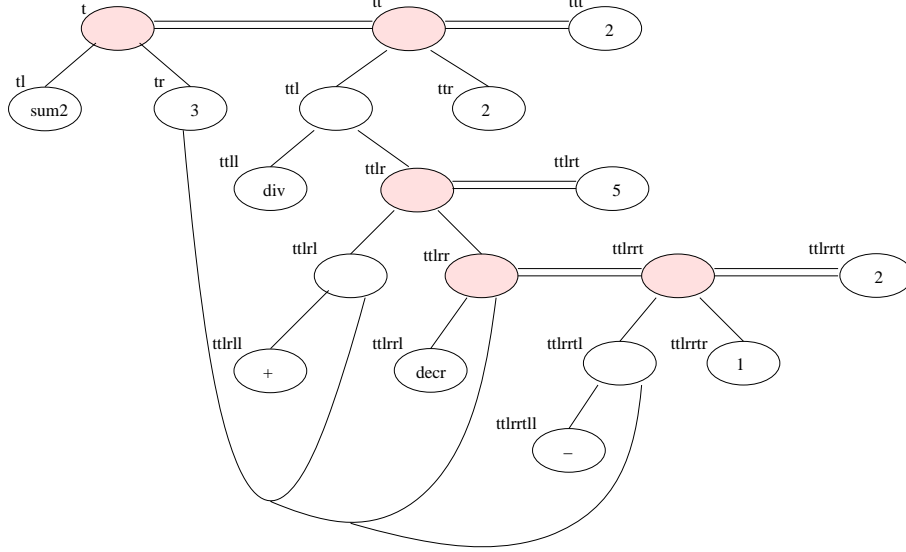 t tt ttt
2
tl tr ttl ttr
sum2 3 2
ttll ttlr ttlrt
div 5
ttlrl ttlrr ttlrrt ttlrrtt
2
ttlrll ttlrrl ttlrrtl ttlrrtr
+ decr 1
ttlrrtll
–